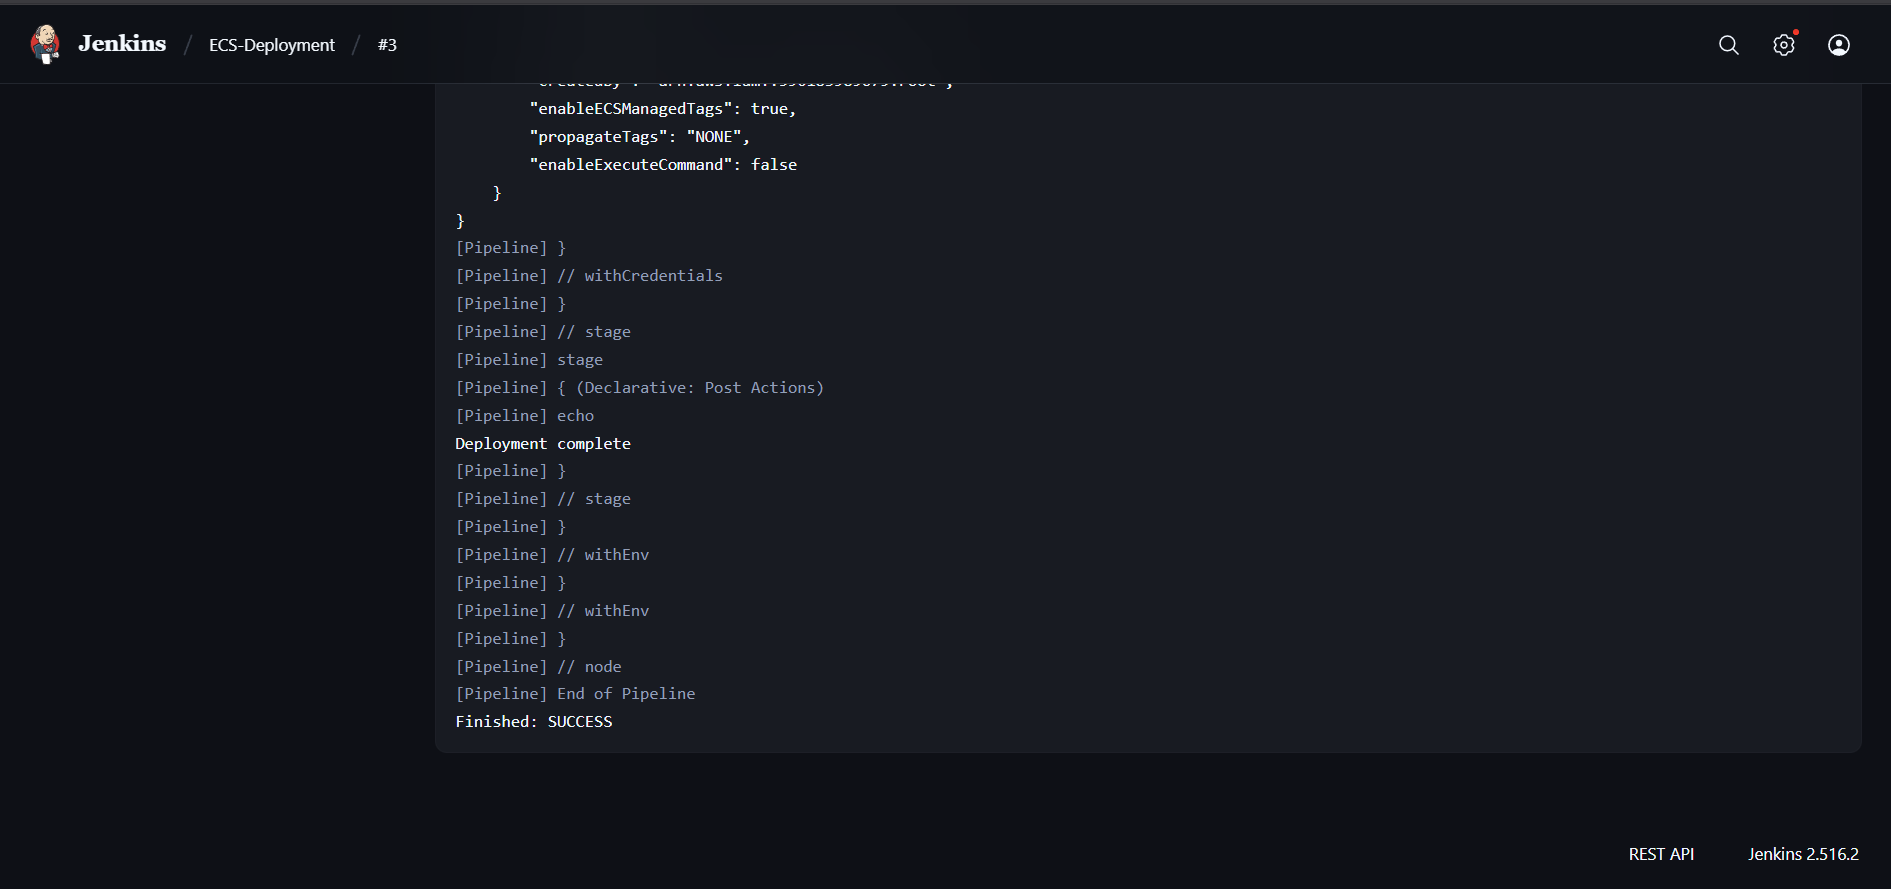 Jenkins / ECS-Deployment / #3
"enableECSManagedTags": true,
"propagateTags": "NONE",
"enableExecuteCommand": false
}
}
[Pipeline] }
[Pipeline] // withCredentials
[Pipeline] }
[Pipeline] // stage
[Pipeline] stage
[Pipeline] { (Declarative: Post Actions)
[Pipeline] echo
Deployment complete
[Pipeline] }
[Pipeline] // stage
[Pipeline] }
[Pipeline] // withEnv
[Pipeline] }
[Pipeline] // withEnv
[Pipeline] }
[Pipeline] // node
[Pipeline] End of Pipeline
Finished: SUCCESS
REST API Jenkins 2.516.2